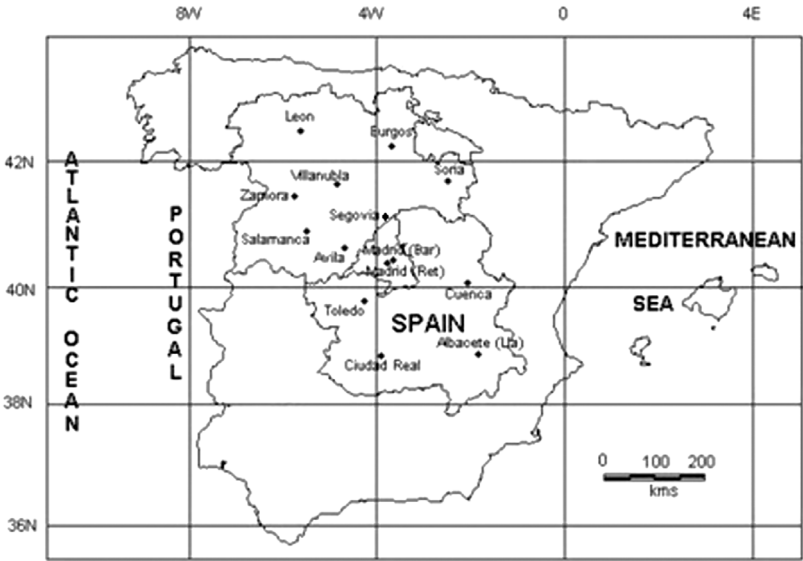 8W 4W 0 4E
Leon
Burgos
42N
Soria
Villanubla
Zamora
Segovia
Salamanca
Avila
Madrid (Bar)
Madrid (Ret)
40N
Cuenca
Toledo
SPAIN
Albacete (Lla)
Ciudad Real
38N
36N
ATLANTIC OCEAN
PORTUGAL
MEDITERRANEAN
SEA
0 100 200
kms